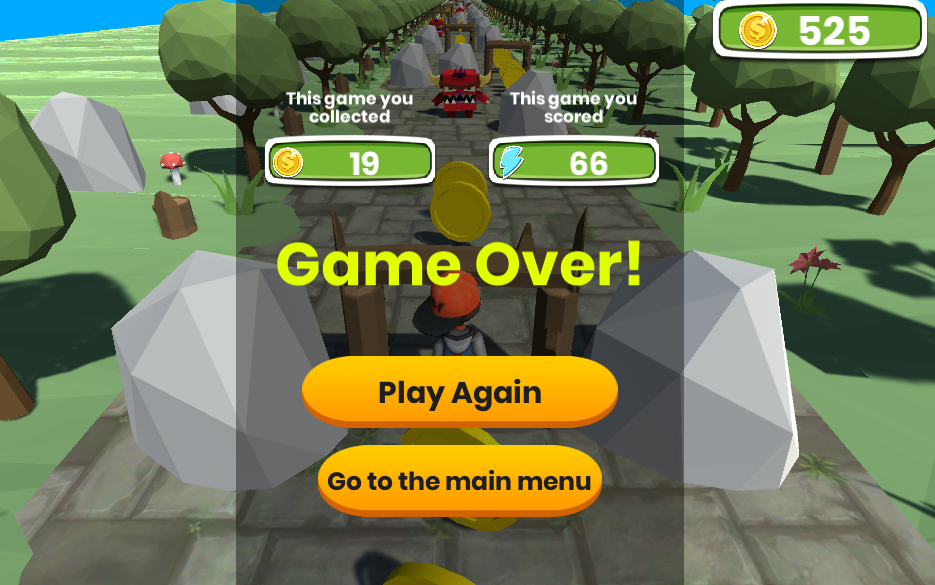 525
This game you
collected
This game you
scored
19
66
Game Over!
Play Again
Go to the main menu